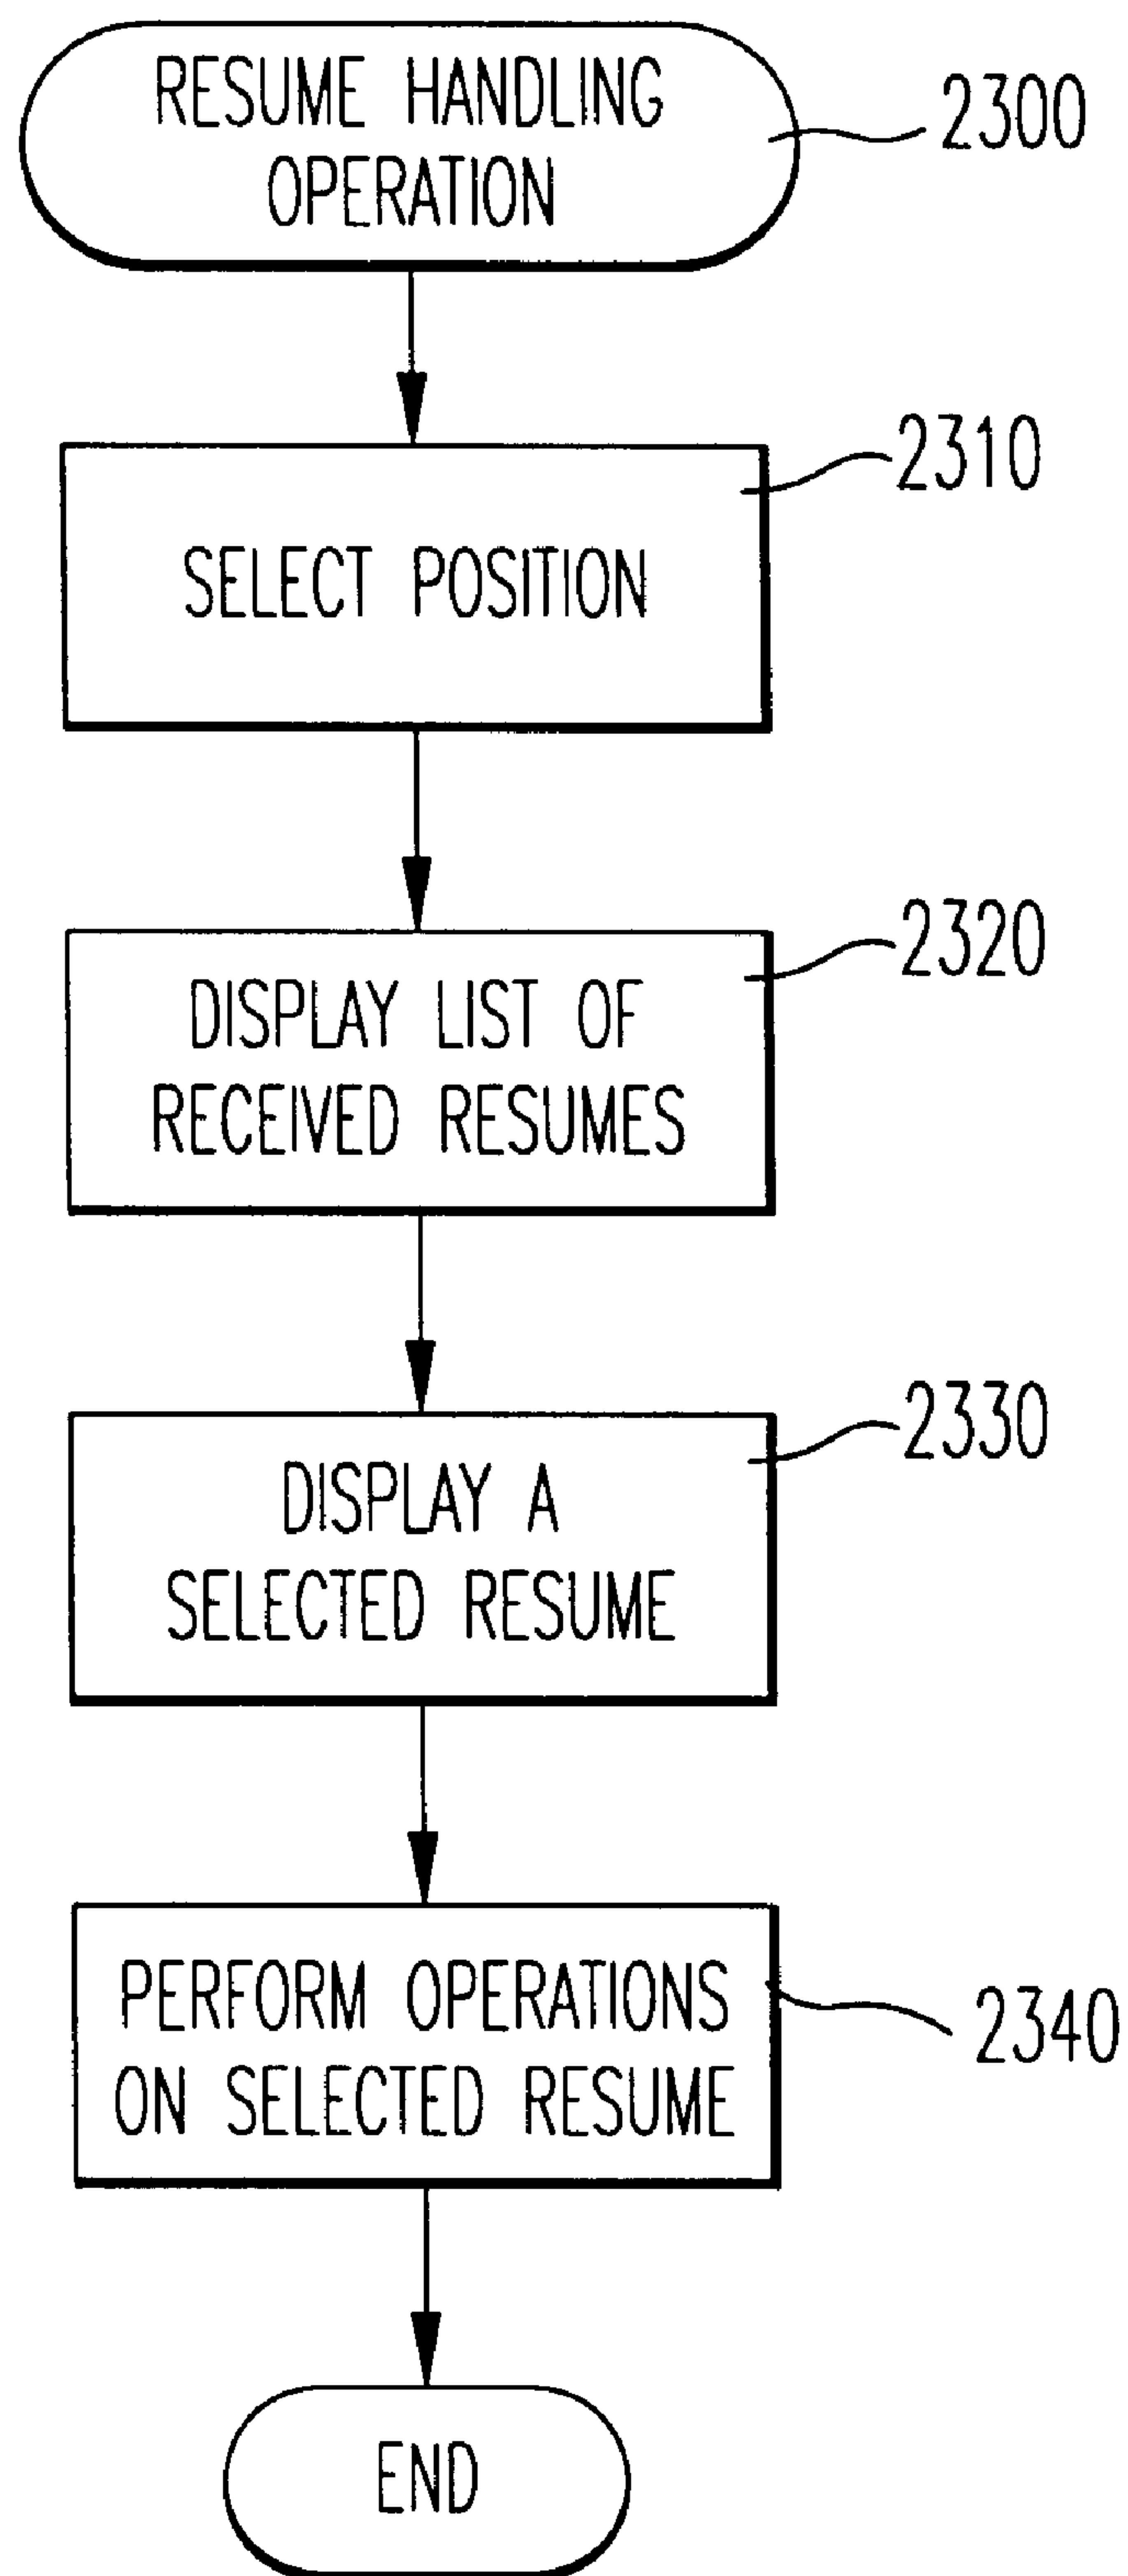 RESUME HANDLING
OPERATION
2300
2310
SELECT POSITION
2320
DISPLAY LIST OF
RECEIVED RESUMES
2330
DISPLAY A
SELECTED RESUME
2340
PERFORM OPERATIONS
ON SELECTED RESUME
END